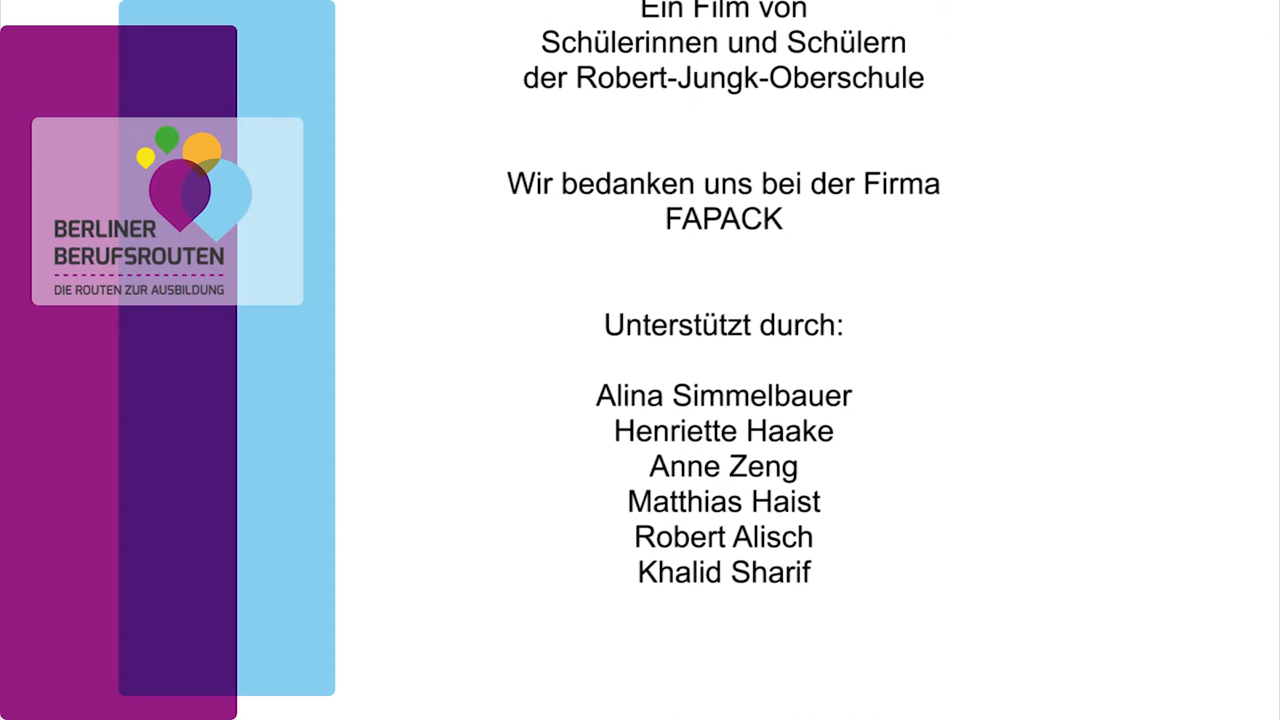 Ein Film von
Schülerinnen und Schülern
der Robert-Jungk-Oberschule
Wir bedanken uns bei der Firma
FAPACK
Unterstützt durch:
Alina Simmelbauer
Henriette Haake
Anne Zeng
Matthias Haist
Robert Alisch
Khalid Sharif
BERLINER
BERUFSROUTEN
DIE ROUTEN ZUR AUSBILDUNG